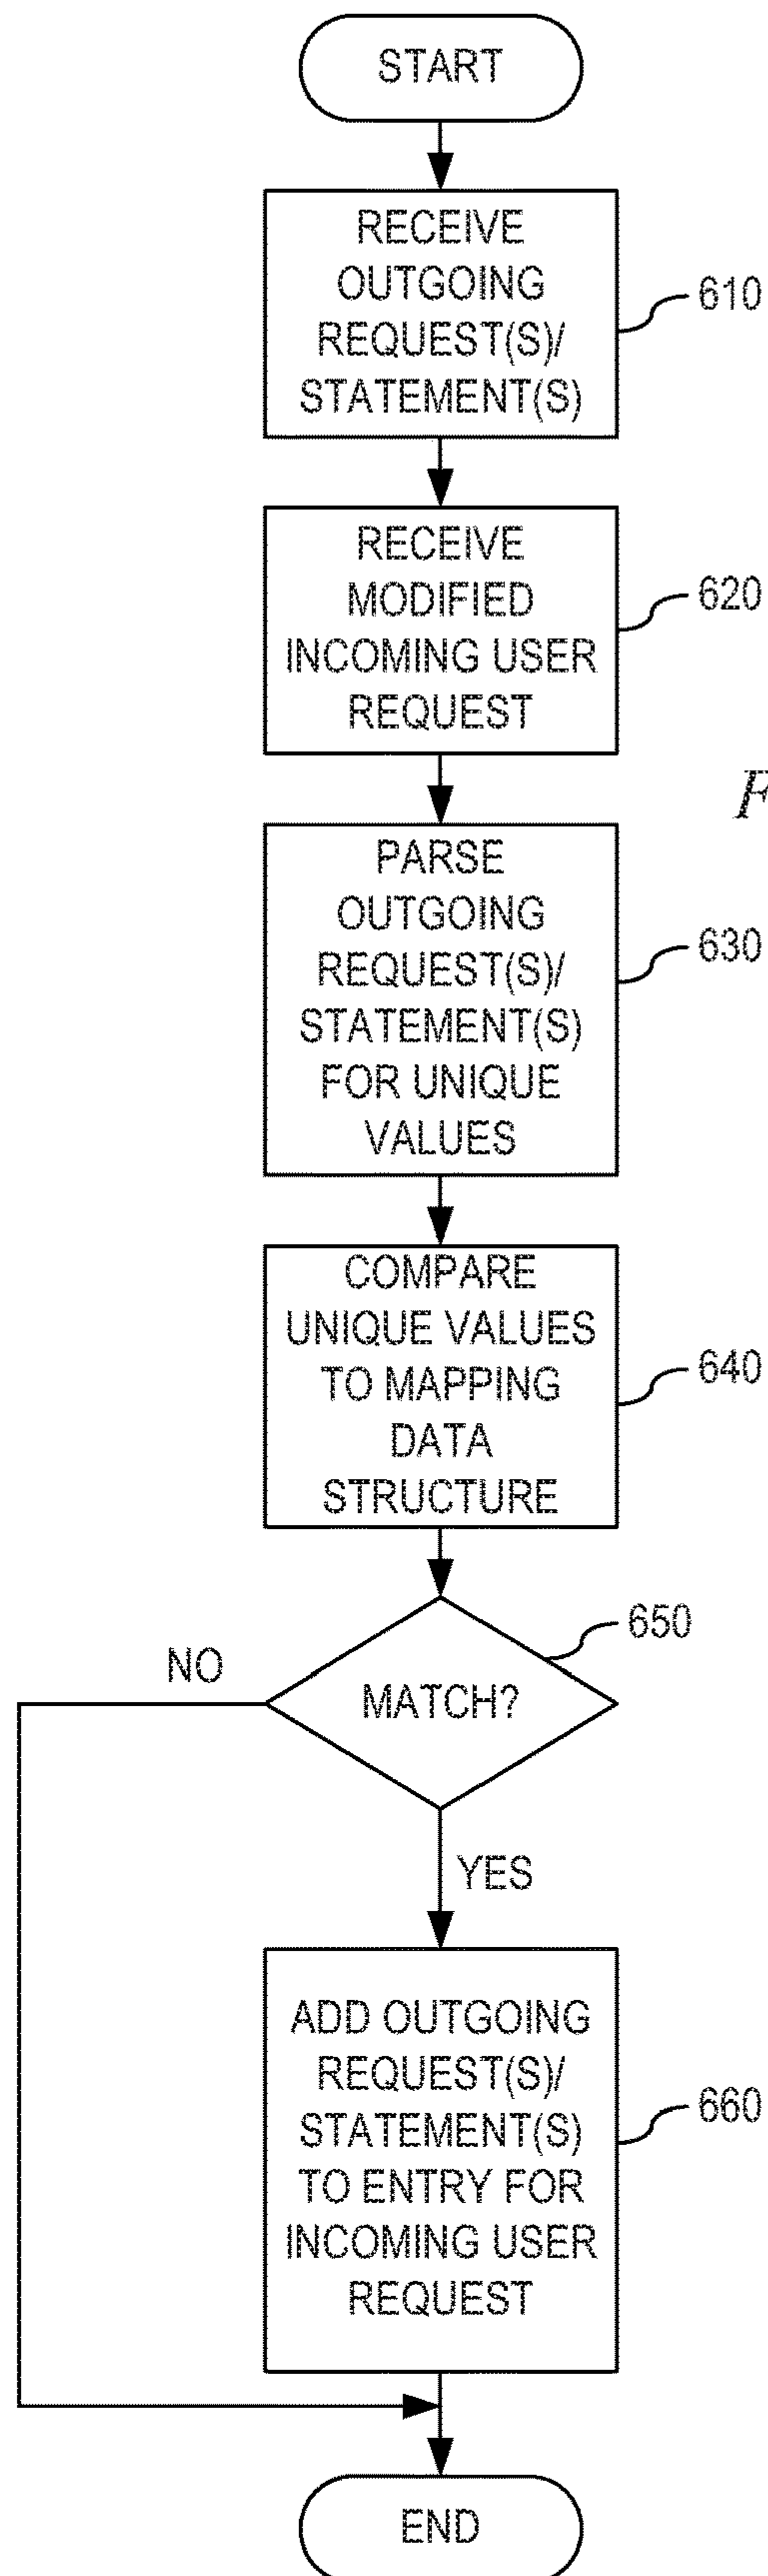 START
RECEIVE
OUTGOING
REQUEST(S)/
STATEMENT(S)
610
RECEIVE
MODIFIED
INCOMING USER
REQUEST
620
F
PARSE
OUTGOING
REQUEST(S)/
STATEMENT(S)
FOR UNIQUE
VALUES
630
COMPARE
UNIQUE VALUES
TO MAPPING
DATA
STRUCTURE
640
MATCH?
650
NO
YES
ADD OUTGOING
REQUEST(S)/
STATEMENT(S)
TO ENTRY FOR
INCOMING USER
REQUEST
660
END